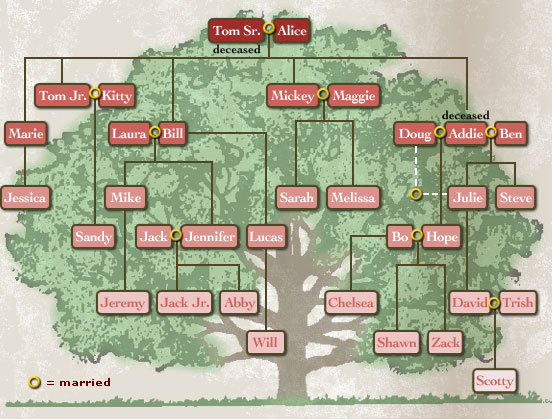 Tom Sr. Alice
deceased
Tom Jr. Kitty Mickey Maggie
deceased
Marie Laura Bill Doug Addie Ben
Jessica Mike Sarah Melissa Julie Steve
Sandy Jack Jennifer Lucas Bo Hope
Jeremy Jack Jr. Abby Chelsea David Trish
Will Shawn Zack
= married
Scotty